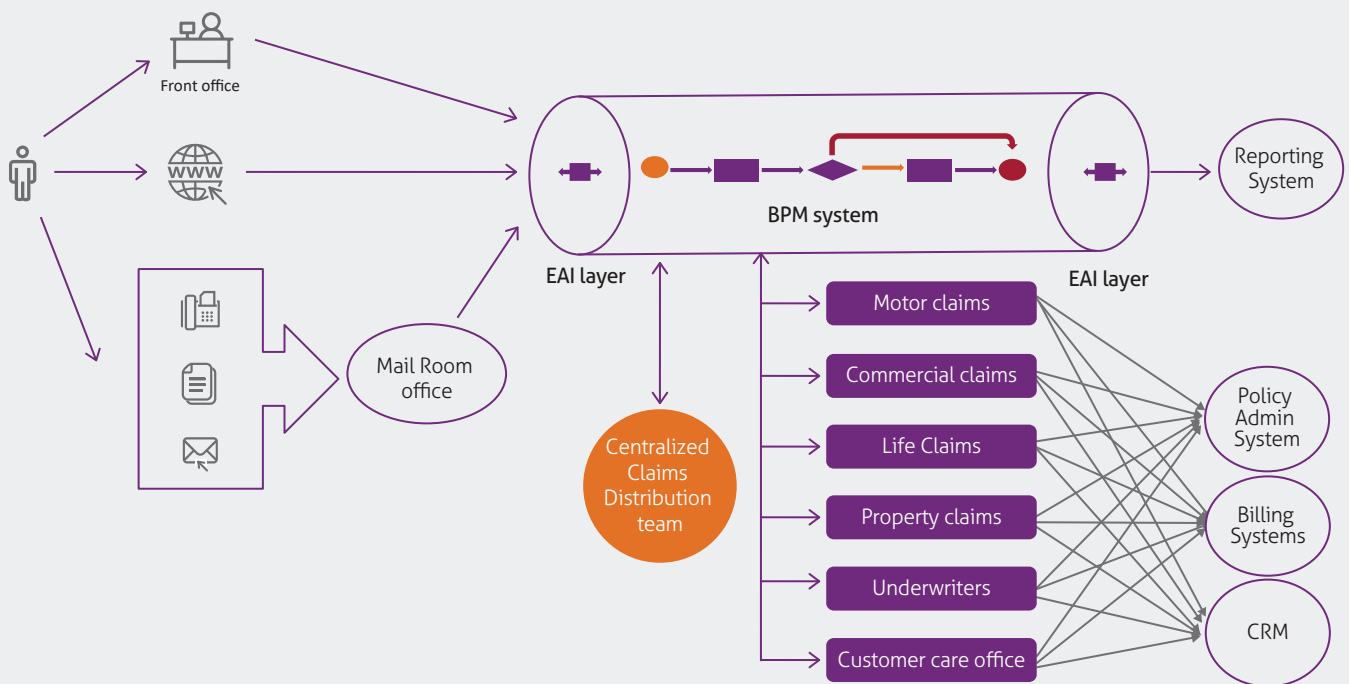 Front office
WWW
Mail Room
office
EAI layer
BPM system
EAI layer
Reporting
System
Centralized
Claims
Distribution
team
Motor claims
Commercial claims
Life Claims
Property claims
Underwriters
Customer care office
Policy
Admin
System
Billing
Systems
CRM